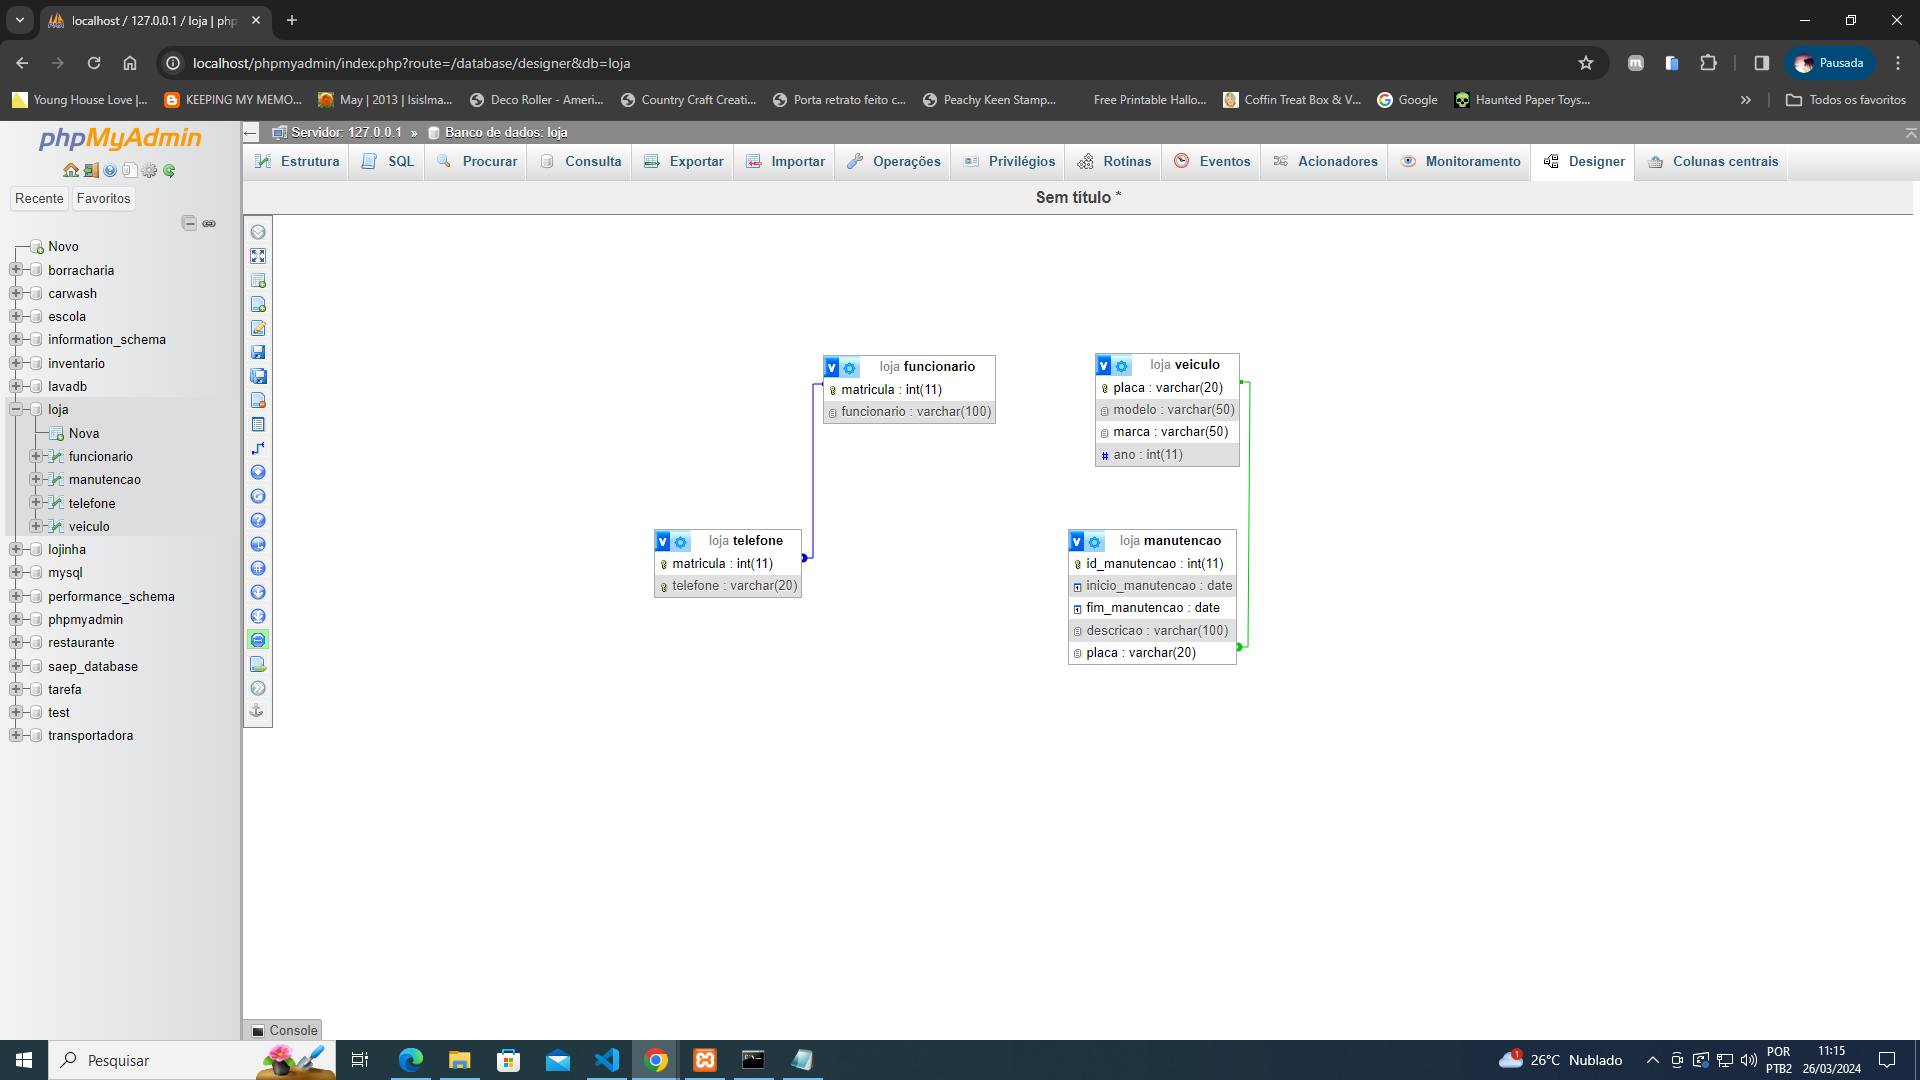 localhost / 127.0.0.1 / loja | php
localhost/phpmyadmin/index.php?route=/database/designer&db=loja
Pausada
Young House Love |...
KEEPING MY MEMO...
May | 2013 | Isislma...
Deco Roller - Ameri...
Country Craft Creati...
Porta retrato feito c...
Peachy Keen Stamp...
Free Printable Hallo...
Coffin Treat Box & V...
Google
Haunted Paper Toys...
Todos os favoritos
phpMyAdmin
Recente
Favoritos
Novo
borracharia
carwash
escola
information_schema
inventario
lavadb
loja
Nova
funcionario
manutencao
telefone
veiculo
lojinha
mysql
performance_schema
phpmyadmin
restaurante
saep_database
tarefa
test
transportadora
Servidor: 127.0.0.1 » Banco de dados: loja
Estrutura
SQL
Procurar
Consulta
Exportar
Importar
Operações
Privilégios
Rotinas
Eventos
Acionadores
Monitoramento
Designer
Colunas centrais
Sem título *
v loja funcionario
matricula : int(11)
funcionario : varchar(100)
v loja veiculo
placa : varchar(20)
modelo : varchar(50)
marca : varchar(50)
# ano : int(11)
v loja telefone
matricula : int(11)
telefone : varchar(20)
v loja manutencao
id_manutencao : int(11)
inicio_manutencao : date
fim_manutencao : date
descricao : varchar(100)
placa : varchar(20)
Console
Pesquisar
1
26°C Nublado
POR
PTB2
11:15
26/03/2024